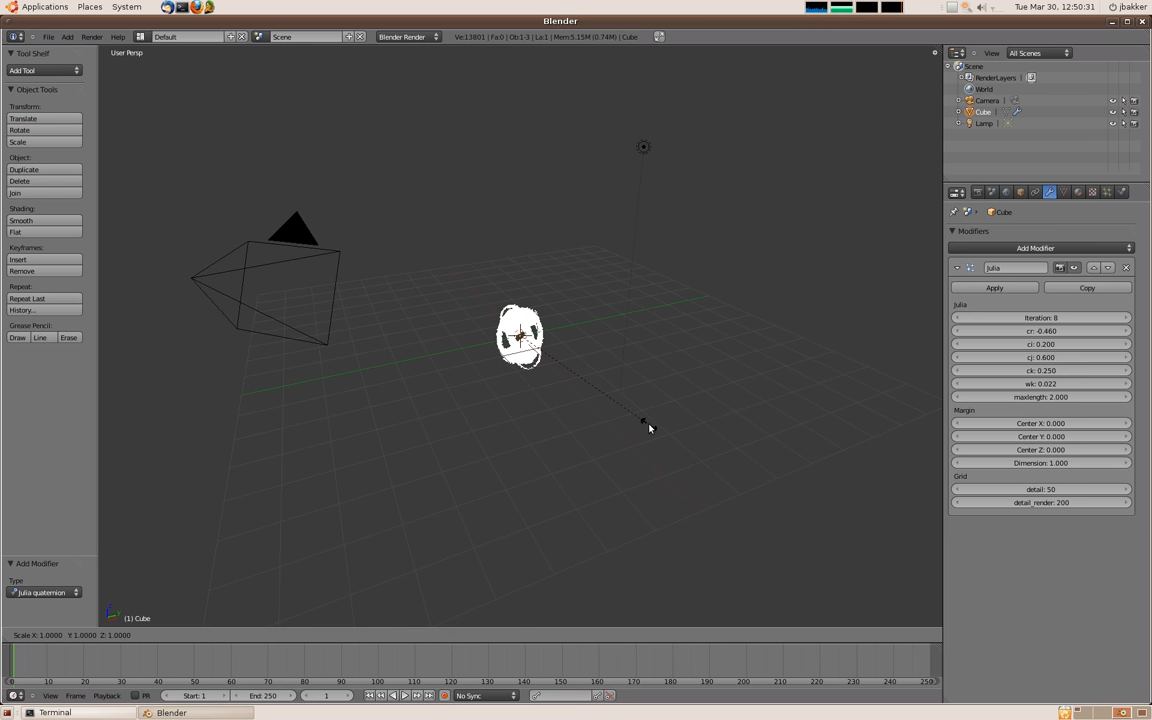 Applications Places System
Tue Mar 30, 12:50:31 jbakker
Blender
File Add Render Help
Default
Scene
Blender Render
Ve:13801 | Fa:0 | Ob:1-3 | La:1 | Mem:5.15M (0.74M) | Cube
Tool Shelf
Add Tool
Object Tools
Transform:
Translate
Rotate
Scale
Object:
Duplicate
Delete
Join
Shading:
Smooth
Flat
Keyframes:
Insert
Remove
Repeat:
Repeat Last
History...
Grease Pencil:
Draw Line Erase
Add Modifier
Type
Julia quaternion
User Persp
(1) Cube
Scale X: 1.0000 Y: 1.0000 Z: 1.0000
View All Scenes
Scene
RenderLayers
World
Camera
Cube
Lamp
Cube
Modifiers
Add Modifier
Julia
Apply Copy
Julia
Iteration: 8
cr: -0.460
ci: 0.200
cj: 0.600
ck: 0.250
wk: 0.022
maxlength: 2.000
Margin
Center X: 0.000
Center Y: 0.000
Center Z: 0.000
Dimension: 1.000
Grid
detail: 50
detail_render: 200
0 10 20 30 40 50 60 70 80 90 100 110 120 130 140 150 160 170 180 190 200 210 220 230 240 250
View Frame Playback PR Start: 1 End: 250 1 No Sync
Terminal Blender